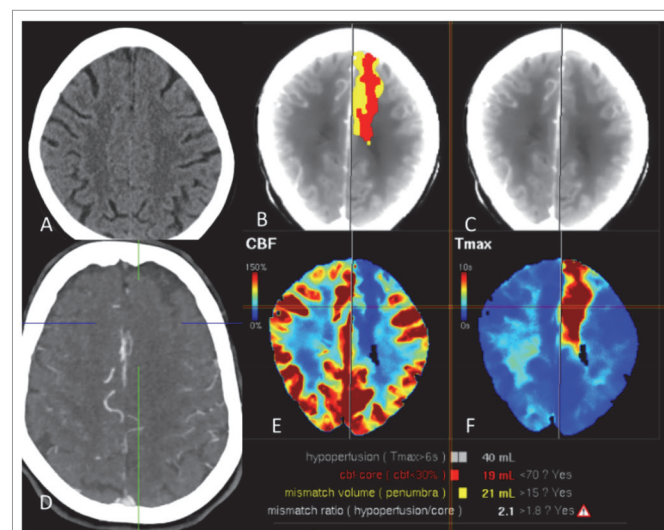 A
B
C
CBF
Tmax
150%
0%
10s
0s
D
E
F
hypoperfusion ( Tmax>6s ) 40 mL
cbf core ( cbf<30% ) 19 mL <70 ? Yes
mismatch volume ( penumbra ) 21 mL >15 ? Yes
mismatch ratio ( hypoperfusion/core ) 2.1 >1.8 ? Yes